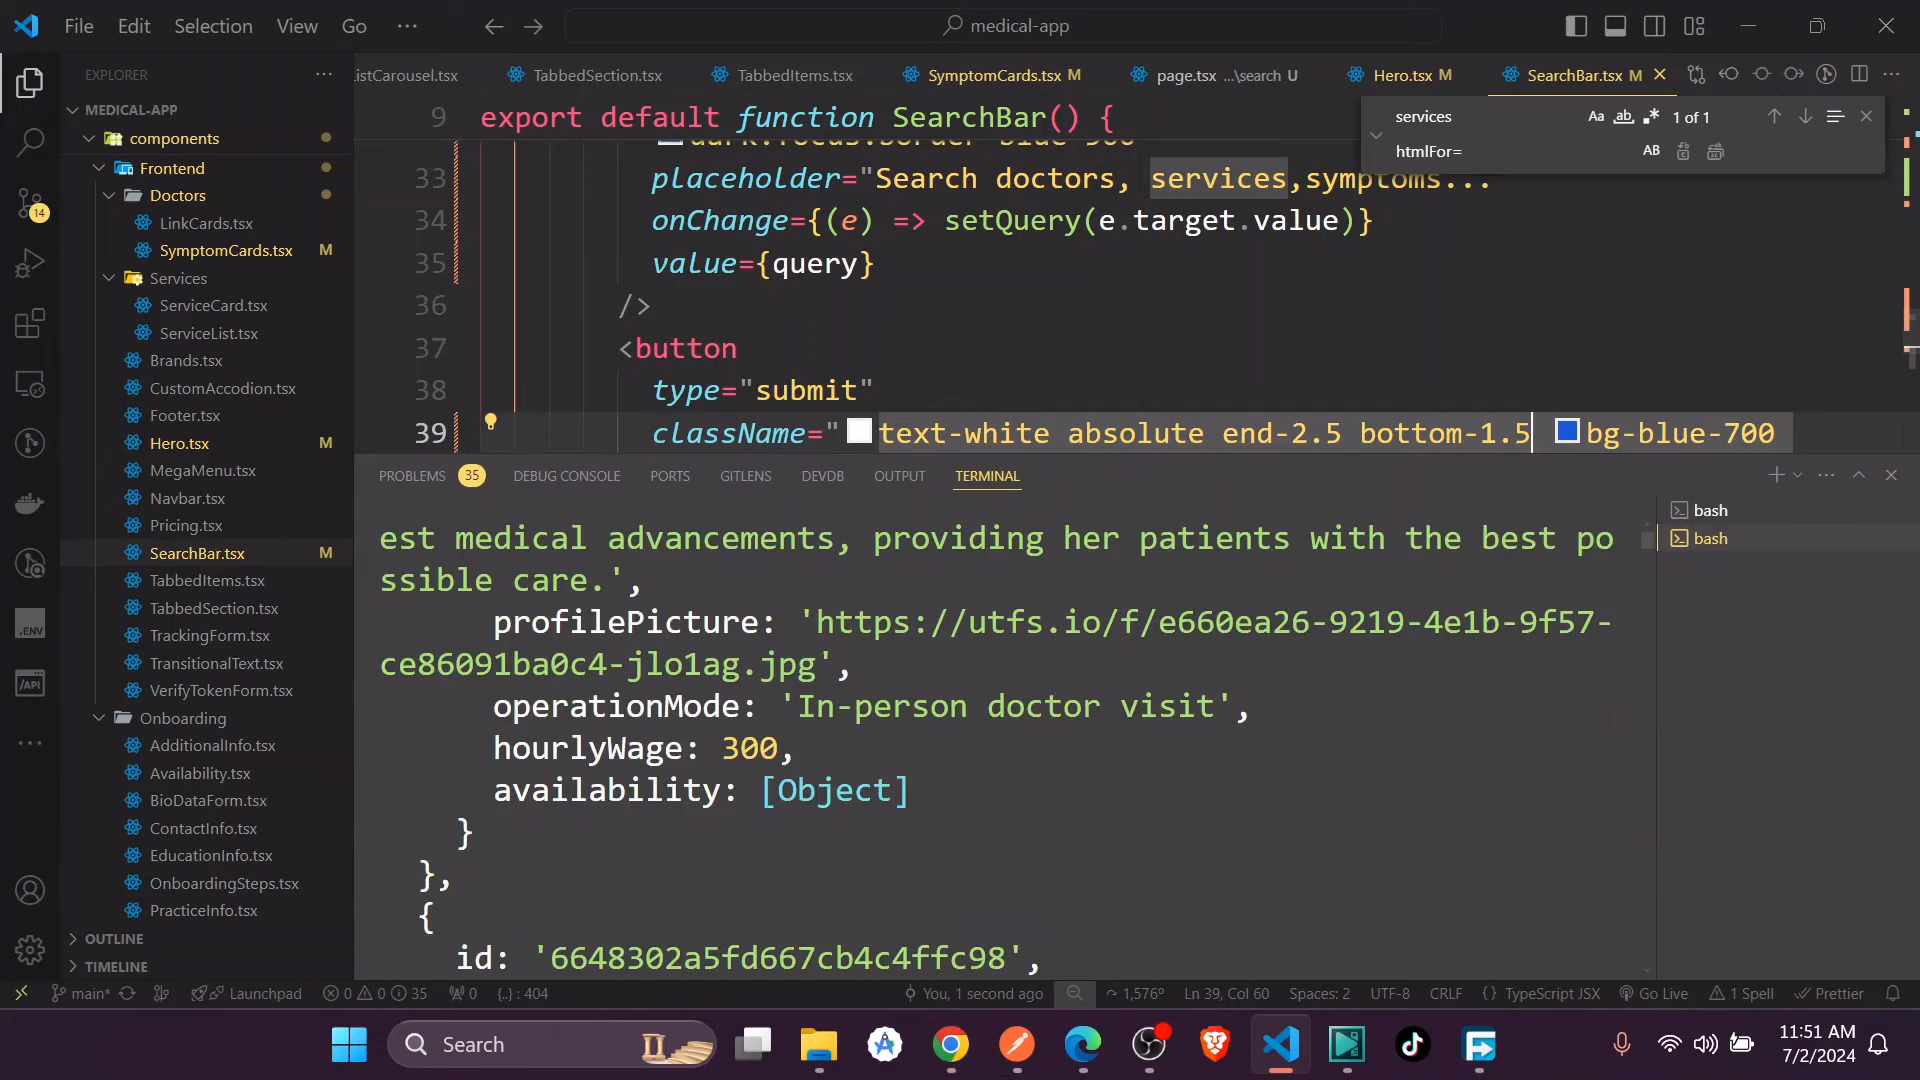 File Edit Selection View Go ··· medical-app
EXPLORER ···
MEDICAL-APP
components
Frontend
Doctors
LinkCards.tsx
SymptomCards.tsx M
Services
ServiceCard.tsx
ServiceList.tsx
Brands.tsx
CustomAccodion.tsx
Footer.tsx
Hero.tsx M
MegaMenu.tsx
Navbar.tsx
Pricing.tsx
SearchBar.tsx M
TabbedItems.tsx
TabbedSection.tsx
TrackingForm.tsx
TransitionalText.tsx
VerifyTokenForm.tsx
Onboarding
AdditionalInfo.tsx
Availability.tsx
BioDataForm.tsx
ContactInfo.tsx
EducationInfo.tsx
OnboardingSteps.tsx
PracticeInfo.tsx
OUTLINE
TIMELINE
14
.ENV
/API
istCarousel.tsx TabbedSection.tsx TabbedItems.tsx SymptomCards.tsx M page.tsx ...\search U Hero.tsx M SearchBar.tsx M
services Aa ab 1 of 1
htmlFor= AB
9 export default function SearchBar() {
33 placeholder="Search doctors, services,symptoms...
34 onChange={(e) => setQuery(e.target.value)}
35 value={query}
36 />
37 <button
38 type="submit"
39 className="text-white absolute end-2.5 bottom-1.5 bg-blue-700
PROBLEMS 35 DEBUG CONSOLE PORTS GITLENS DEVDB OUTPUT TERMINAL
bash
bash
est medical advancements, providing her patients with the best po
ssible care.',
profilePicture: 'https://utfs.io/f/e660ea26-9219-4e1b-9f57-
ce86091ba0c4-jlo1ag.jpg',
operationMode: 'In-person doctor visit',
hourlyWage: 300,
availability: [Object]
}
},
{
id: '6648302a5fd667cb4c4ffc98',
main* Launchpad 0 0 35 0 {..} : 404 You, 1 second ago 1,576º Ln 39, Col 60 Spaces: 2 UTF-8 CRLF {} TypeScript JSX Go Live 1 Spell Prettier
Search
11:51 AM
7/2/2024